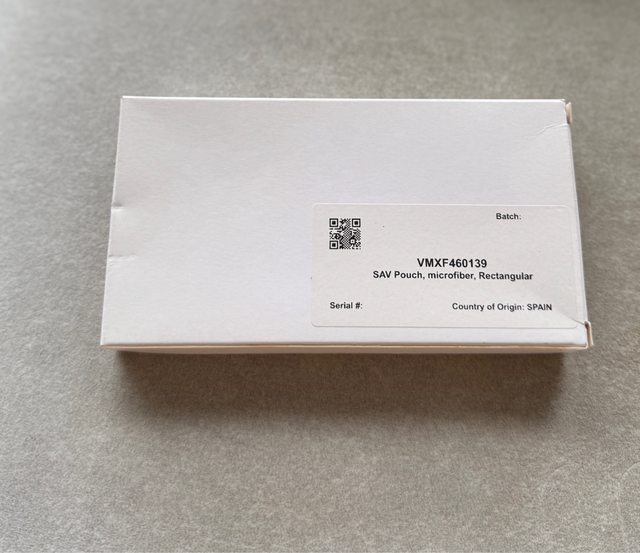 Batch:
VMXF460139
SAV Pouch, microfiber, Rectangular
Serial #:
Country of Origin: SPAIN